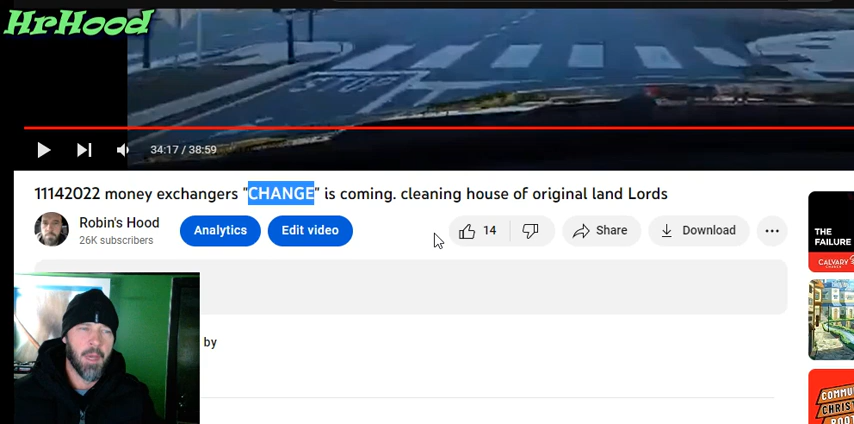 HrHood
STOP
34:17 / 38:59
11142022 money exchangers "CHANGE" is coming. cleaning house of original land Lords
Robin's Hood
26K subscribers
Analytics
Edit video
14
Share
Download
by
THE
FAILURE
CALVARY